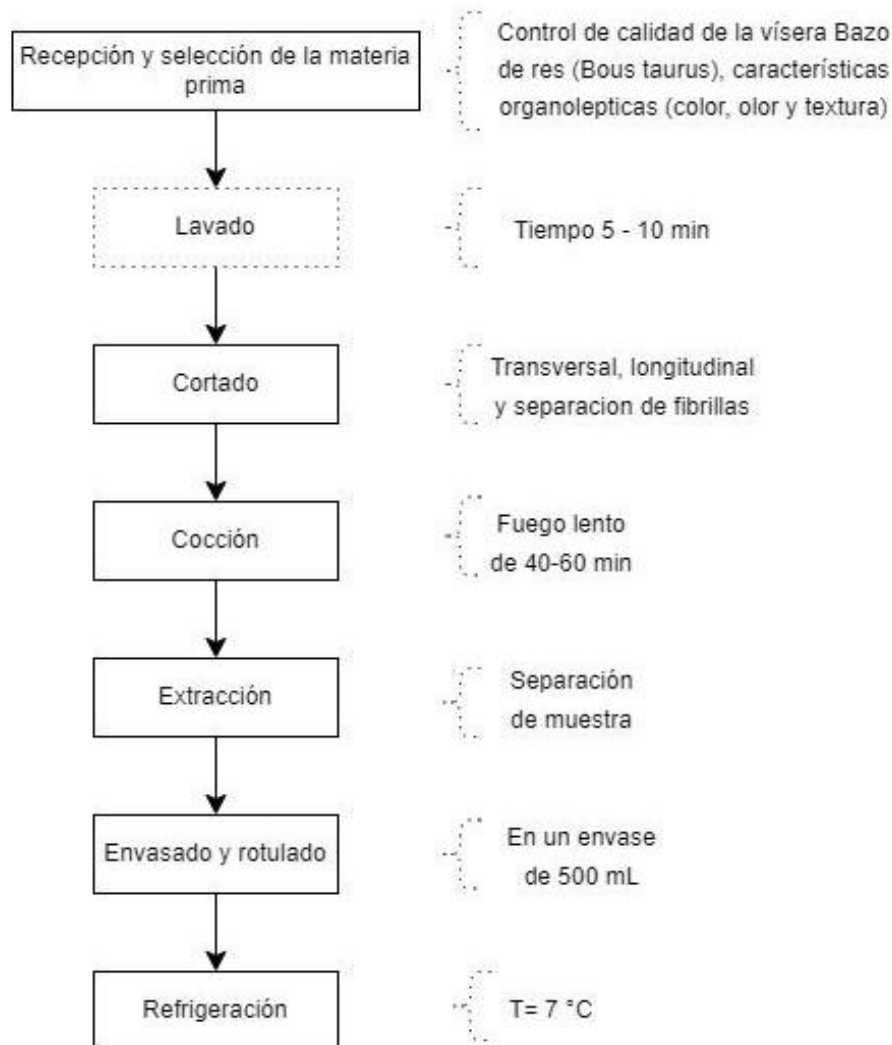 Recepción y selección de la materia
prima
Control de calidad de la vísera Bazo
de res (Bous taurus), características
organolepticas (color, olor y textura)
Lavado
Tiempo 5 - 10 min
Cortado
Transversal, longitudinal
y separacion de fibrillas
Cocción
Fuego lento
de 40-60 min
Extracción
Separación
de muestra
Envasado y rotulado
En un envase
de 500 mL
Refrigeración
T= 7 °C